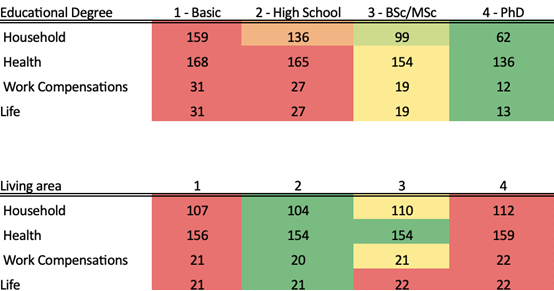 Educational Degree 1 - Basic 2 - High School 3 - BSc/MSc 4 - PhD
Household 159 136 99 62
Health 168 165 154 136
Work Compensations 31 27 19 12
Life 31 27 19 13
Living area 1 2 3 4
Household 107 104 110 112
Health 156 154 154 159
Work Compensations 21 20 21 22
Life 21 21 22 22